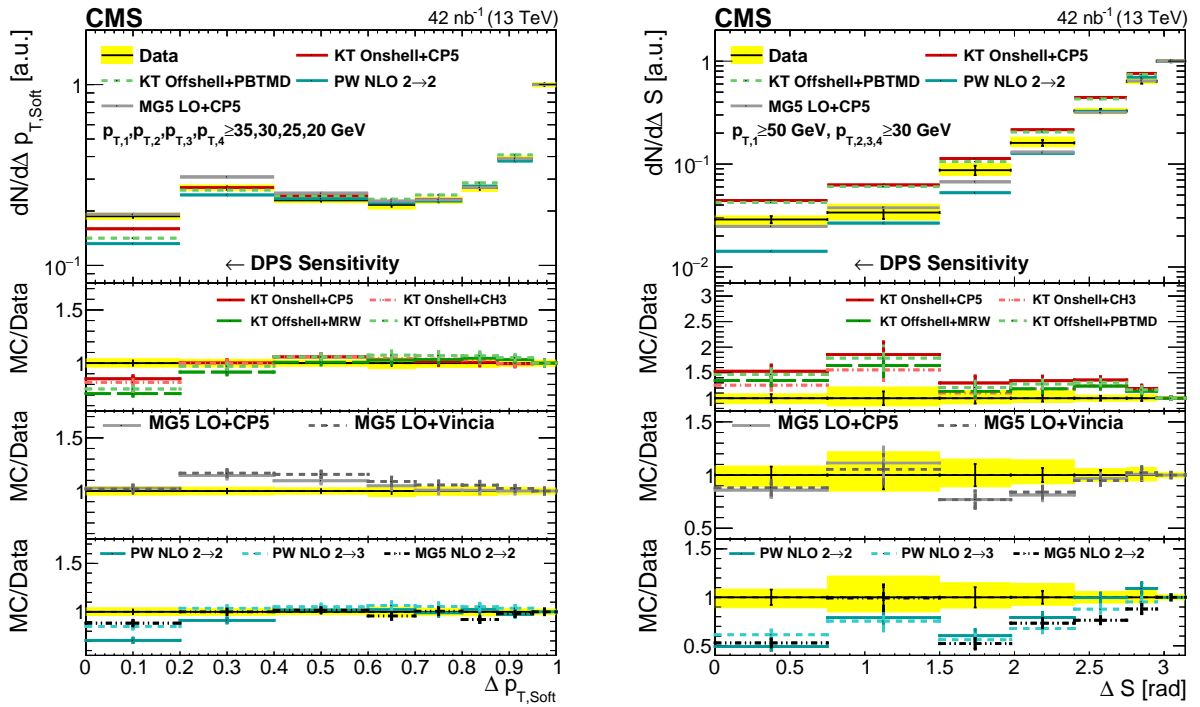 CMS 42 nb⁻¹ (13 TeV)
dN/dΔ p_T,Soft [a.u.]
Data KT Onshell+CP5
KT Offshell+PBTMD PW NLO 2→2
MG5 LO+CP5
p_T,1,p_T,2,p_T,3,p_T,4≥35,30,25,20 GeV
1
10⁻¹
← DPS Sensitivity
MC/Data
KT Onshell+CP5 KT Onshell+CH3
KT Offshell+MRW KT Offshell+PBTMD
1.5
1
MC/Data
MG5 LO+CP5 MG5 LO+Vincia
1.5
1
MC/Data
PW NLO 2→2 PW NLO 2→3 MG5 NLO 2→2
1.5
1
0 0.1 0.2 0.3 0.4 0.5 0.6 0.7 0.8 0.9 1
Δ p_T,Soft
CMS 42 nb⁻¹ (13 TeV)
dN/dΔ S [a.u.]
Data KT Onshell+CP5
KT Offshell+PBTMD PW NLO 2→2
MG5 LO+CP5
p_T,1≥50 GeV, p_T,2,3,4≥30 GeV
1
10⁻¹
10⁻²
← DPS Sensitivity
MC/Data
KT Onshell+CP5 KT Onshell+CH3
KT Offshell+MRW KT Offshell+PBTMD
3
2.5
2
1.5
1
MC/Data
MG5 LO+CP5 MG5 LO+Vincia
1.5
1
0.5
MC/Data
PW NLO 2→2 PW NLO 2→3 MG5 NLO 2→2
1.5
1
0.5
0 0.5 1 1.5 2 2.5 3
Δ S [rad]